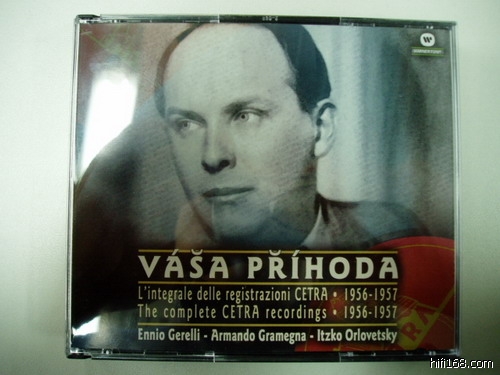 VÁŠA PŘÍHODA
L'integrale delle registrazioni CETRA • 1956-1957
The complete CETRA recordings • 1956-1957
Ennio Gerelli - Armando Gramegna - Itzko Orlovetsky
hifi168.com